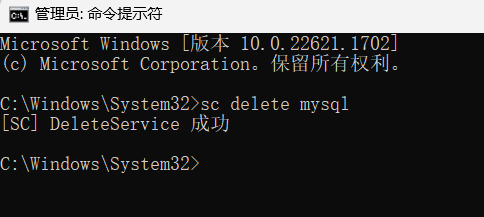 管理员: 命令提示符
Microsoft Windows [版本 10.0.22621.1702]
(c) Microsoft Corporation。保留所有权利。
C:\Windows\System32>sc delete mysql
[SC] DeleteService 成功
C:\Windows\System32>